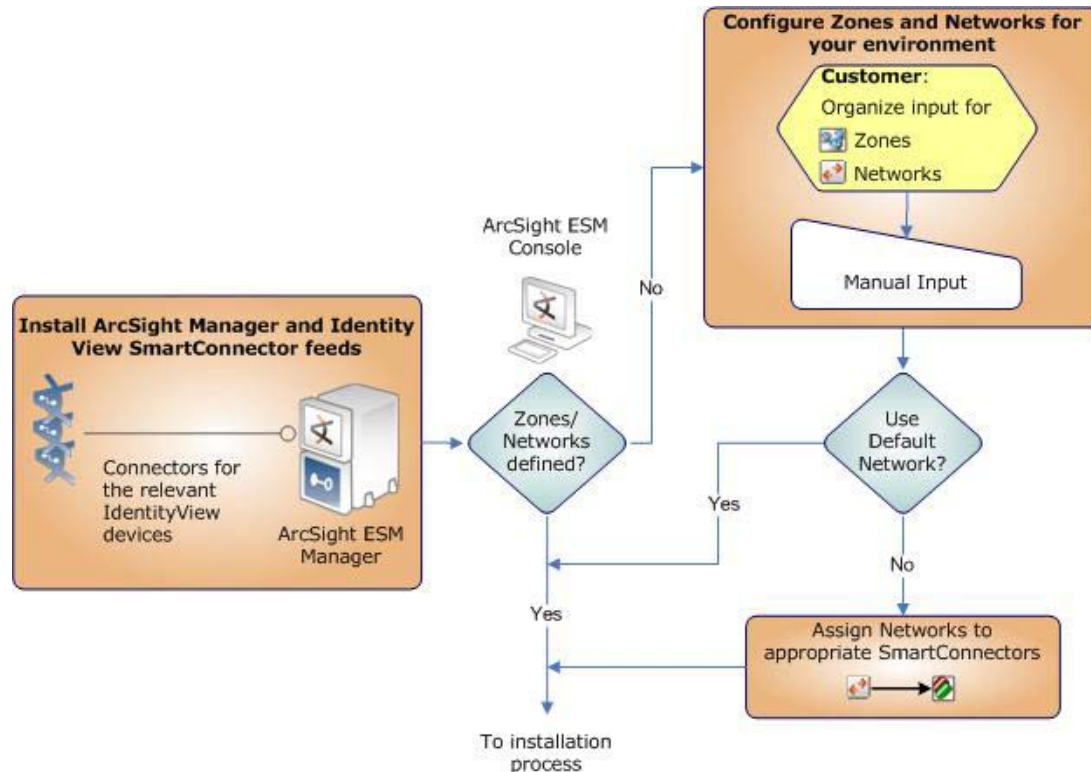 Configure Zones and Networks for
your environment
Customer:
Organize input for
Zones
Networks
Manual Input
ArcSight ESM
Console
No
Install ArcSight Manager and Identity
View SmartConnector feeds
Connectors for
the relevant
IdentityView
devices
ArcSight ESM
Manager
Zones/
Networks
defined?
Use
Default
Network?
Yes
No
Yes
Assign Networks to
appropriate SmartConnectors
To installation
process